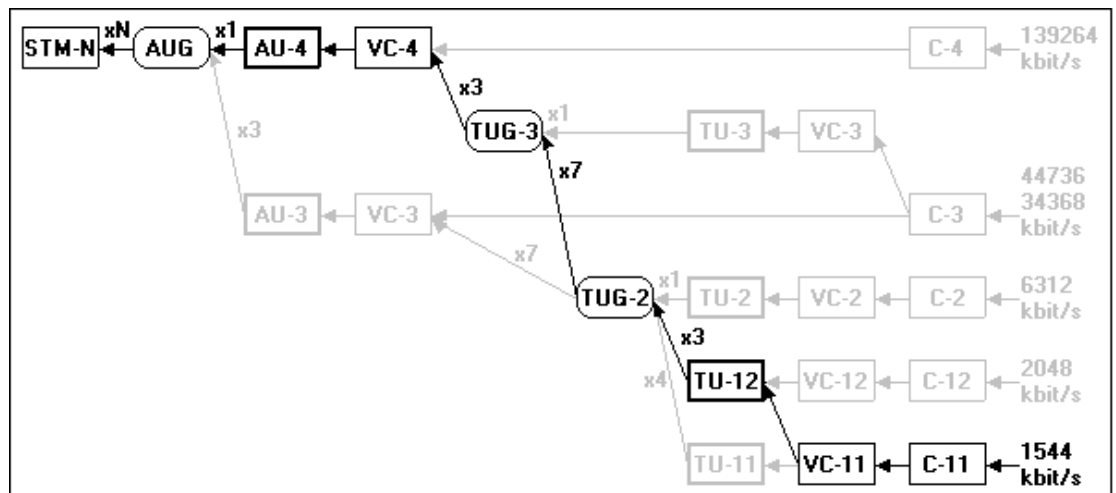 xN
x1
STM-N
AUG
AU-4
VC-4
C-4
139264
kbit/s
x3
x3
TUG-3
x1
TU-3
VC-3
x7
44736
34368
kbit/s
AU-3
VC-3
C-3
x7
TUG-2
x1
TU-2
VC-2
C-2
6312
kbit/s
x3
x4
TU-12
VC-12
C-12
2048
kbit/s
TU-11
VC-11
C-11
1544
kbit/s